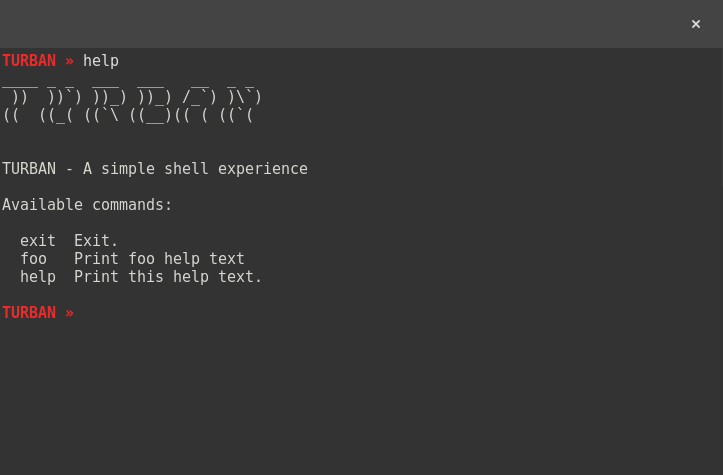 TURBAN » help
____ _ _  ___  ___   __  _ _
 ))  ))`) ))_) ))_) /_`) )\`)
((  ((_( ((`\ ((__)(( ( ((`(
TURBAN - A simple shell experience
Available commands:
  exit  Exit.
  foo   Print foo help text
  help  Print this help text.
TURBAN »